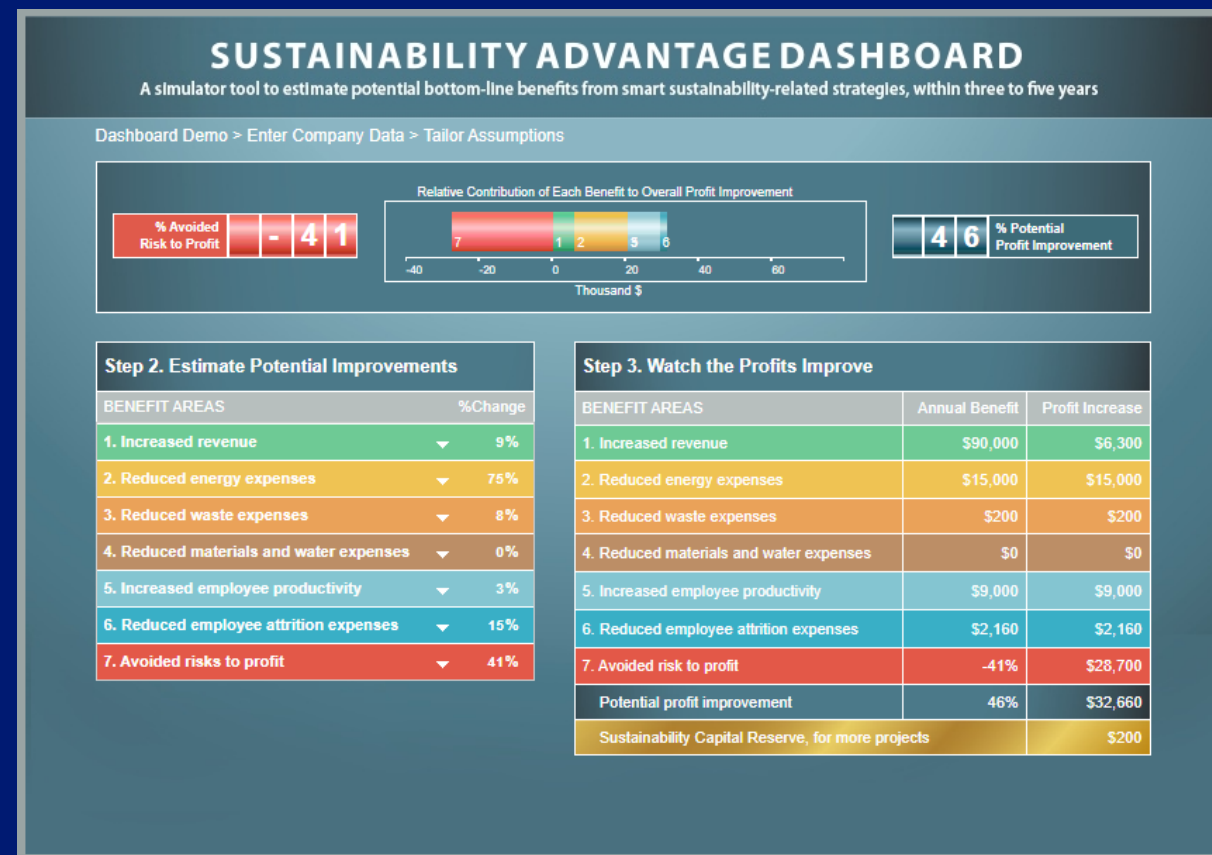 SUSTAINABILITY ADVANTAGE DASHBOARD
A simulator tool to estimate potential bottom-line benefits from smart sustainability-related strategies, within three to five years
Dashboard Demo > Enter Company Data > Tailor Assumptions
Relative Contribution of Each Benefit to Overall Profit Improvement
% Avoided
Risk to Profit
- 4 1
7 1 2 5 6
-40 -20 0 20 40 60
Thousand $
4 6
% Potential
Profit Improvement
Step 2. Estimate Potential Improvements
BENEFIT AREAS %Change
1. Increased revenue 9%
2. Reduced energy expenses 75%
3. Reduced waste expenses 8%
4. Reduced materials and water expenses 0%
5. Increased employee productivity 3%
6. Reduced employee attrition expenses 15%
7. Avoided risks to profit 41%
Step 3. Watch the Profits Improve
BENEFIT AREAS Annual Benefit Profit Increase
1. Increased revenue $90,000 $6,300
2. Reduced energy expenses $15,000 $15,000
3. Reduced waste expenses $200 $200
4. Reduced materials and water expenses $0 $0
5. Increased employee productivity $9,000 $9,000
6. Reduced employee attrition expenses $2,160 $2,160
7. Avoided risk to profit -41% $28,700
Potential profit improvement 46% $32,660
Sustainability Capital Reserve, for more projects $200